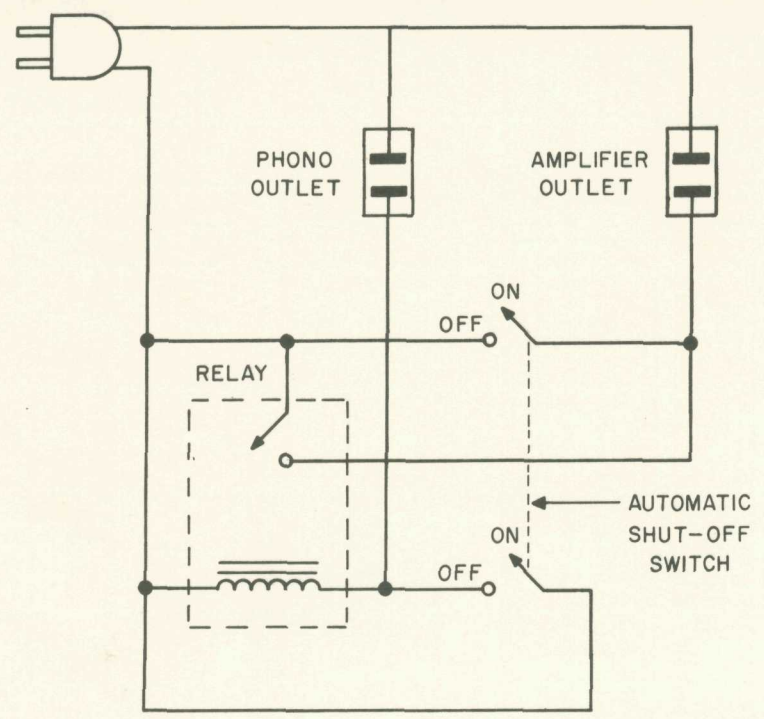 PHONO
OUTLET
AMPLIFIER
OUTLET
ON
OFF
RELAY
AUTOMATIC
SHUT-OFF
SWITCH
ON
OFF